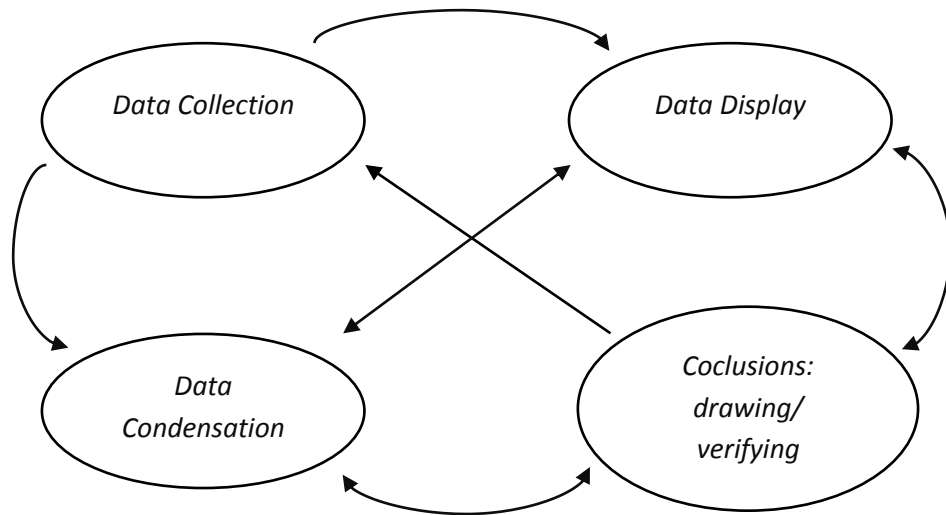 Data Collection
Data Display
Data
Condensation
Coclusions:
drawing/
verifying